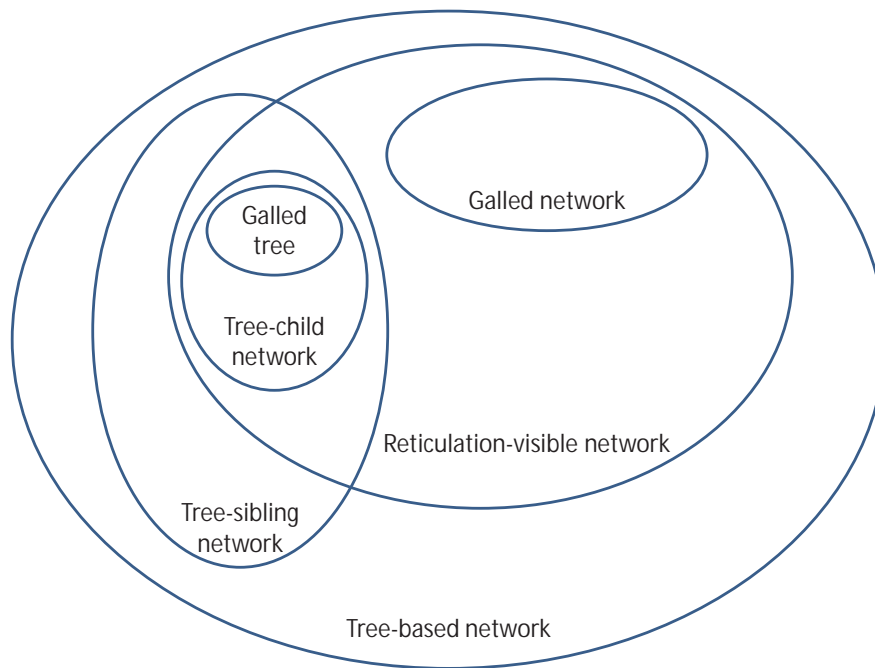 Galled network
Galled
tree
Tree-child
network
Reticulation-visible network
Tree-sibling
network
Tree-based network